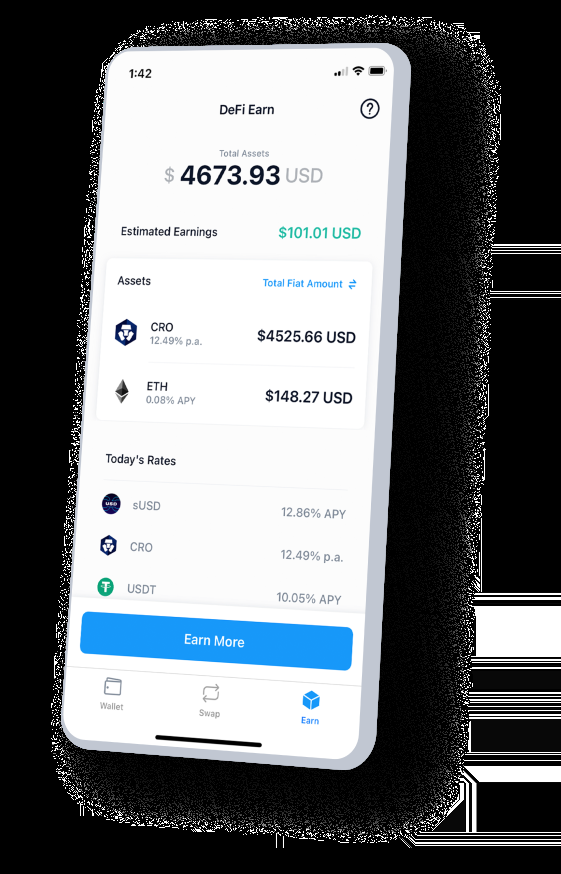 1:42
DeFi Earn
Total Assets
$ 4673.93 USD
Estimated Earnings $101.01 USD
Assets Total Fiat Amount
CRO
12.49% p.a.
$4525.66 USD
ETH
0.08% APY
$148.27 USD
Today's Rates
sUSD 12.86% APY
CRO 12.49% p.a.
USDT 10.05% APY
Earn More
Wallet Swap Earn